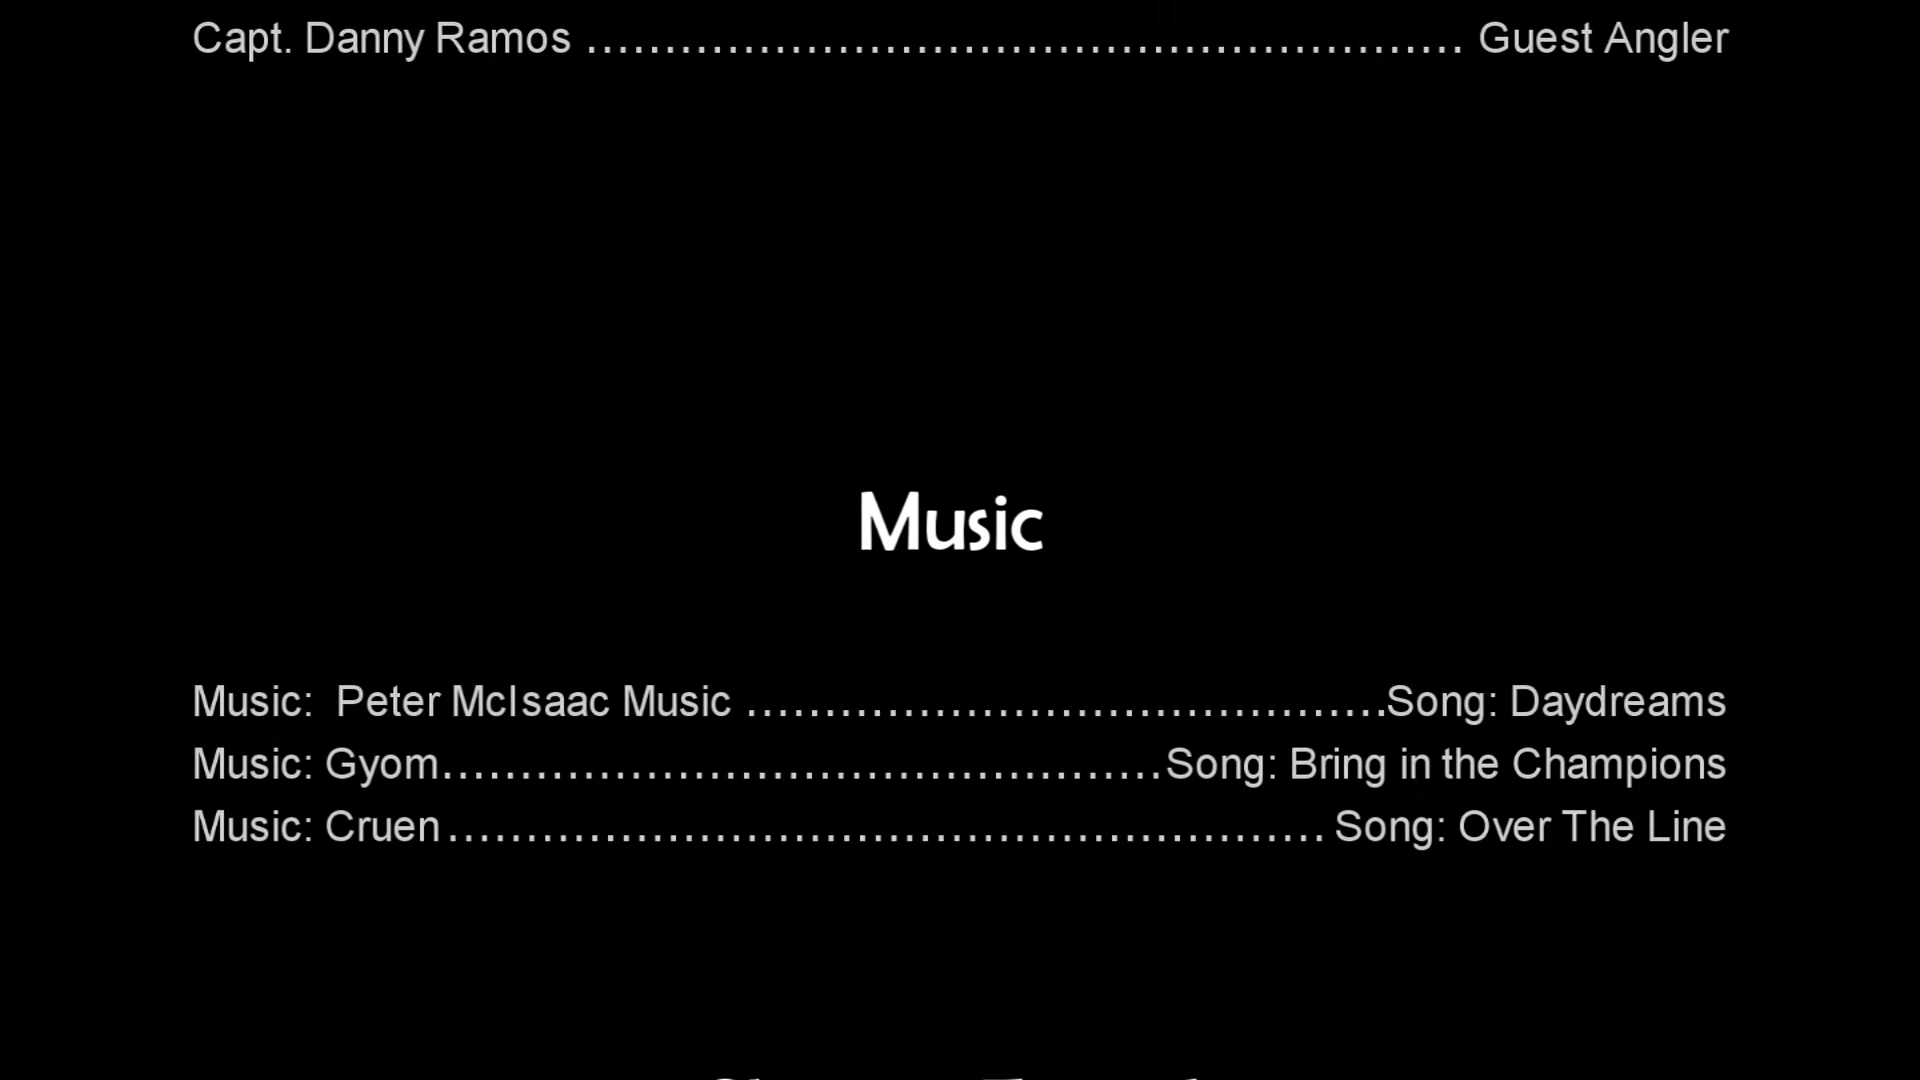 Capt. Danny Ramos ........................................................ Guest Angler
Music
Music:  Peter McIsaac Music .........................................Song: Daydreams
Music: Gyom..............................................Song: Bring in the Champions
Music: Cruen........................................................ Song: Over The Line